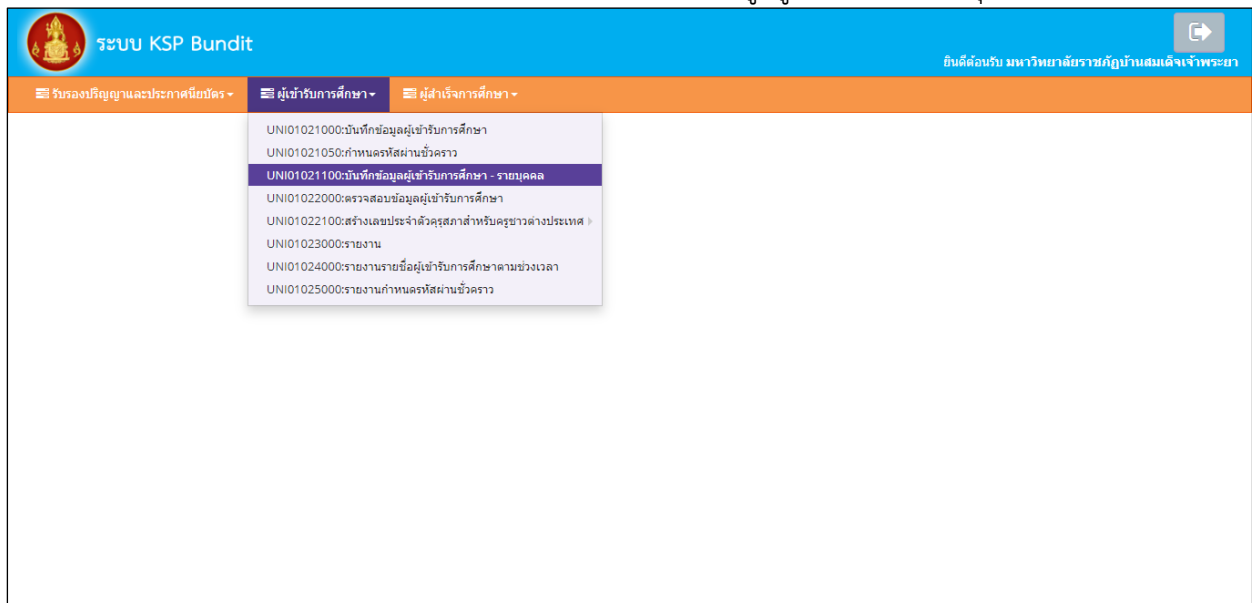 ระบบ KSP Bundit
ยินดีต้อนรับ มหาวิทยาลัยราชภัฏบ้านสมเด็จเจ้าพระยา
รับรองปริญญาและประกาศนียบัตร ผู้เข้ารับการศึกษา ผู้สำเร็จการศึกษา
UNI01021000:บันทึกข้อมูลผู้เข้ารับการศึกษา
UNI01021050:กำหนดรหัสผ่านชั่วคราว
UNI01021100:บันทึกข้อมูลผู้เข้ารับการศึกษา - รายบุคคล
UNI01022000:ตรวจสอบข้อมูลผู้เข้ารับการศึกษา
UNI01022100:สร้างเลขประจำตัวคุรุสภาสำหรับครูชาวต่างประเทศ
UNI01023000:รายงาน
UNI01024000:รายงานรายชื่อผู้เข้ารับการศึกษาตามช่วงเวลา
UNI01025000:รายงานกำหนดรหัสผ่านชั่วคราว